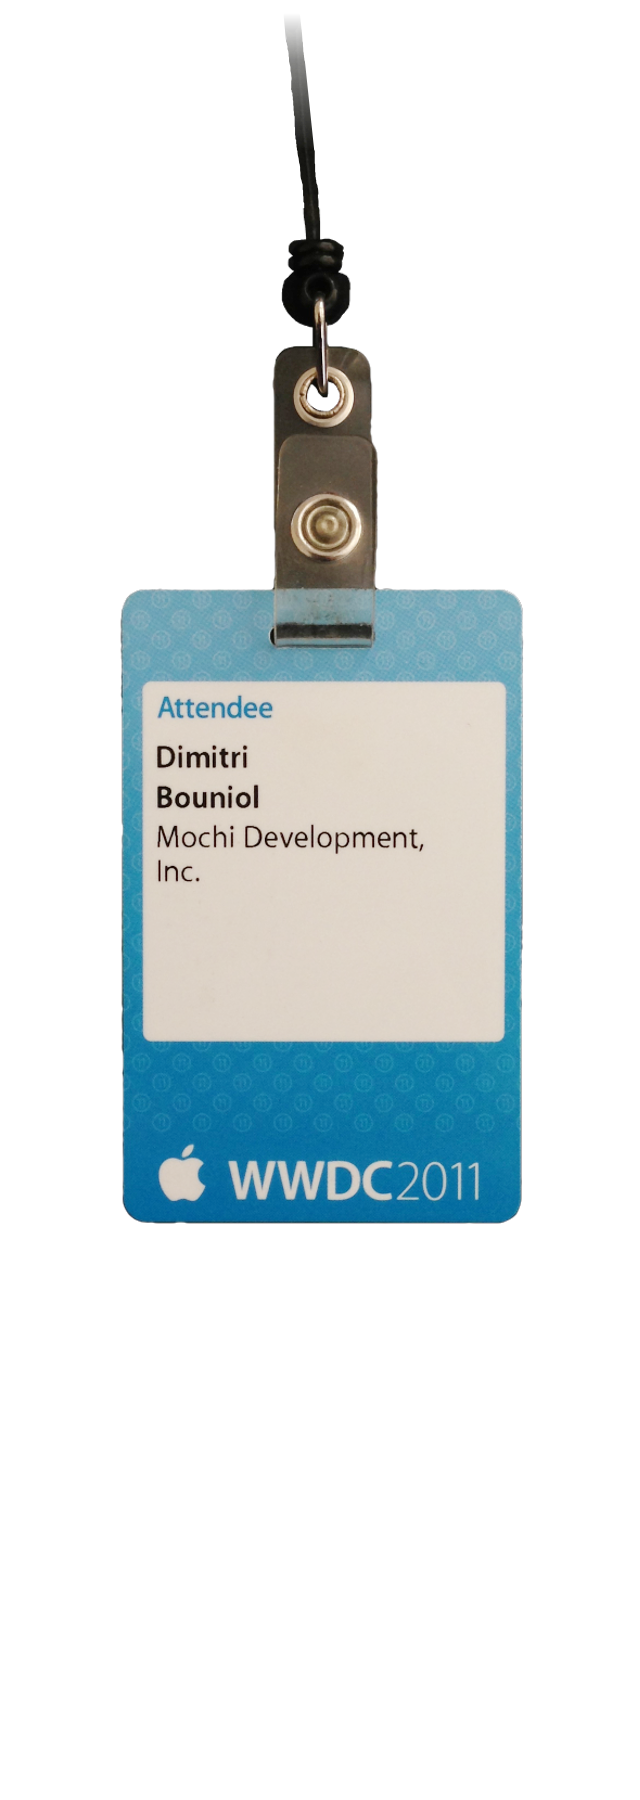 Attendee
Dimitri
Bouniol
Mochi Development,
Inc.
WWDC2011